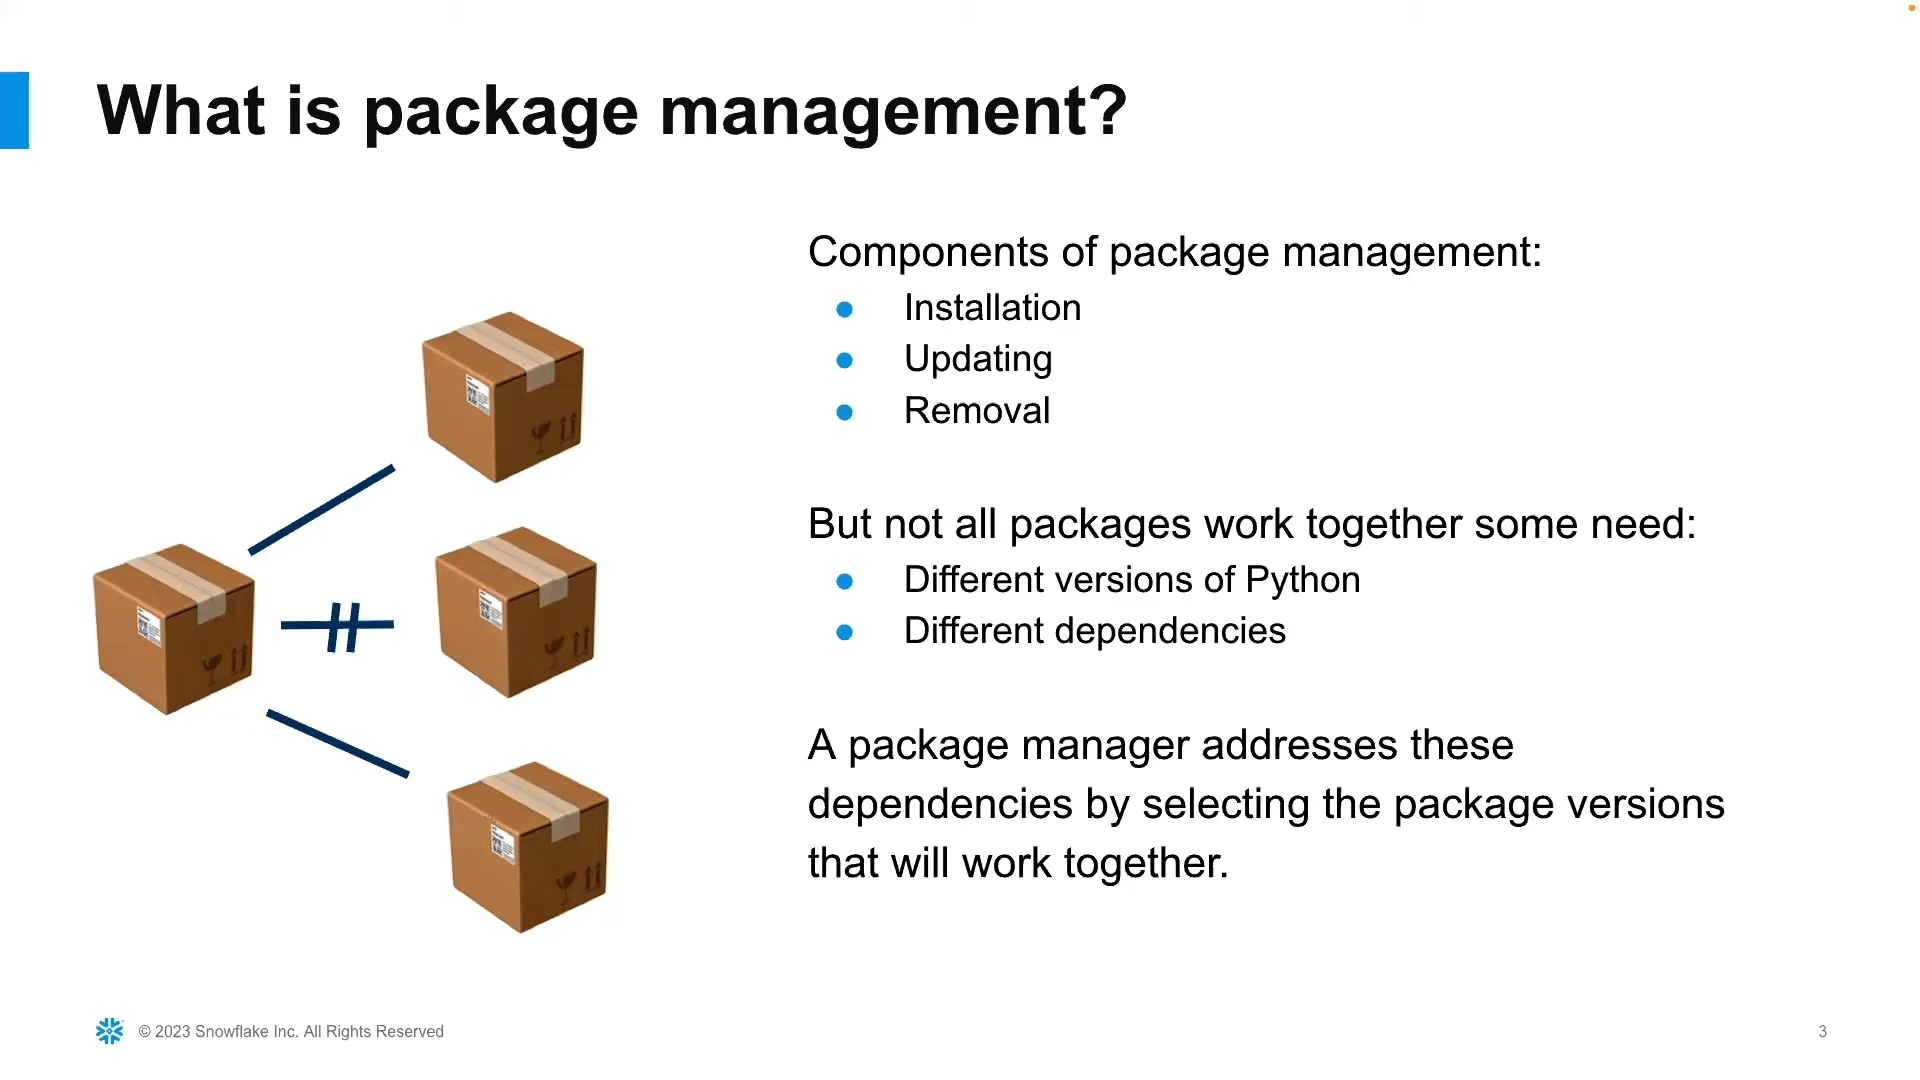 What is package management?
Components of package management:
● Installation
● Updating
● Removal
But not all packages work together some need:
● Different versions of Python
● Different dependencies
A package manager addresses these
dependencies by selecting the package versions
that will work together.
© 2023 Snowflake Inc. All Rights Reserved
3